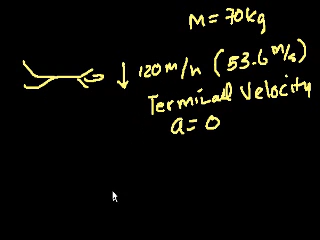 M = 70kg
120 m/h (53.6 m/s)
Terminal Velocity
a = 0